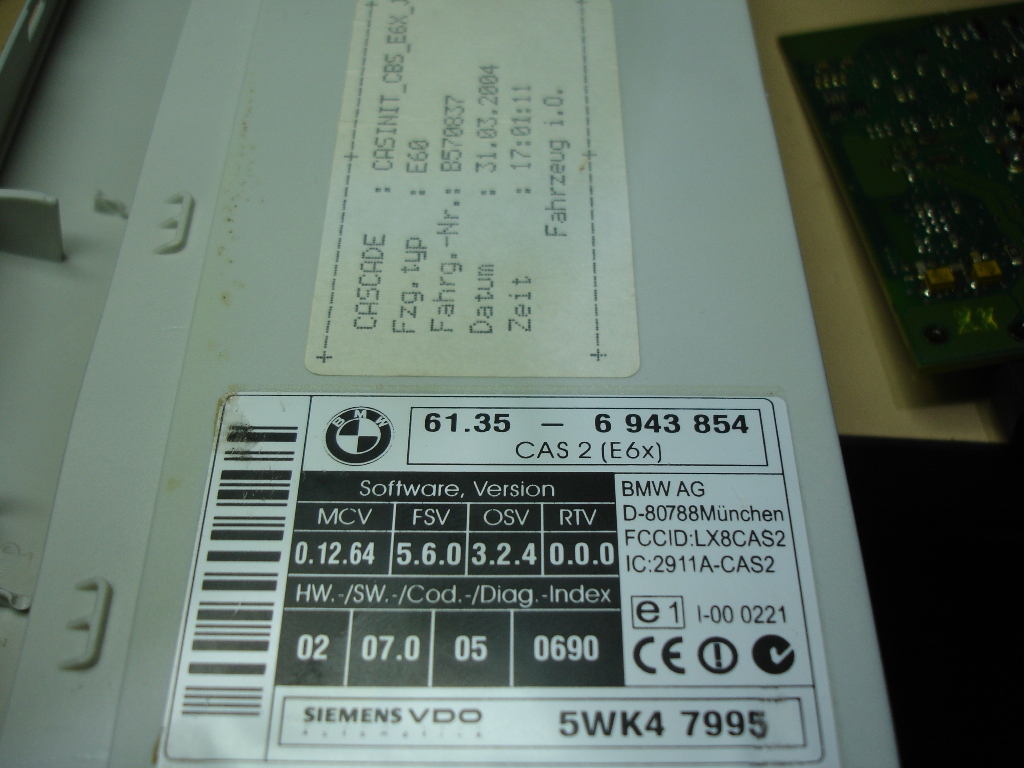 CASCADE : CASINIT_CBS_E6X_J
Fzg.typ : E60
Fahrg.-Nr.: B570837
Datum : 31.03.2004
Zeit : 17:01:11
Fahrzeug i.O.
BMW
61.35 – 6 943 854
CAS 2 (E6x)
Software, Version
MCV FSV OSV RTV
0.12.64 5.6.0 3.2.4 0.0.0
HW.-/SW.-/Cod.-/Diag.-Index
02 07.0 05 0690
BMW AG
D-80788München
FCCID:LX8CAS2
IC:2911A-CAS2
e1 I-00 0221
CE
SIEMENS VDO
Automotive
5WK4 7995